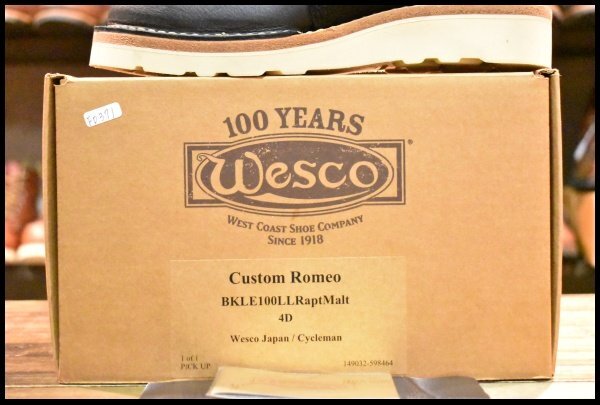 F0371
100 YEARS
Wesco®
WEST COAST SHOE COMPANY
SINCE 1918
Custom Romeo
BKLE100LLRaptMalt
4D
Wesco Japan / Cycleman
1 of 1
PICK UP
149032-598464